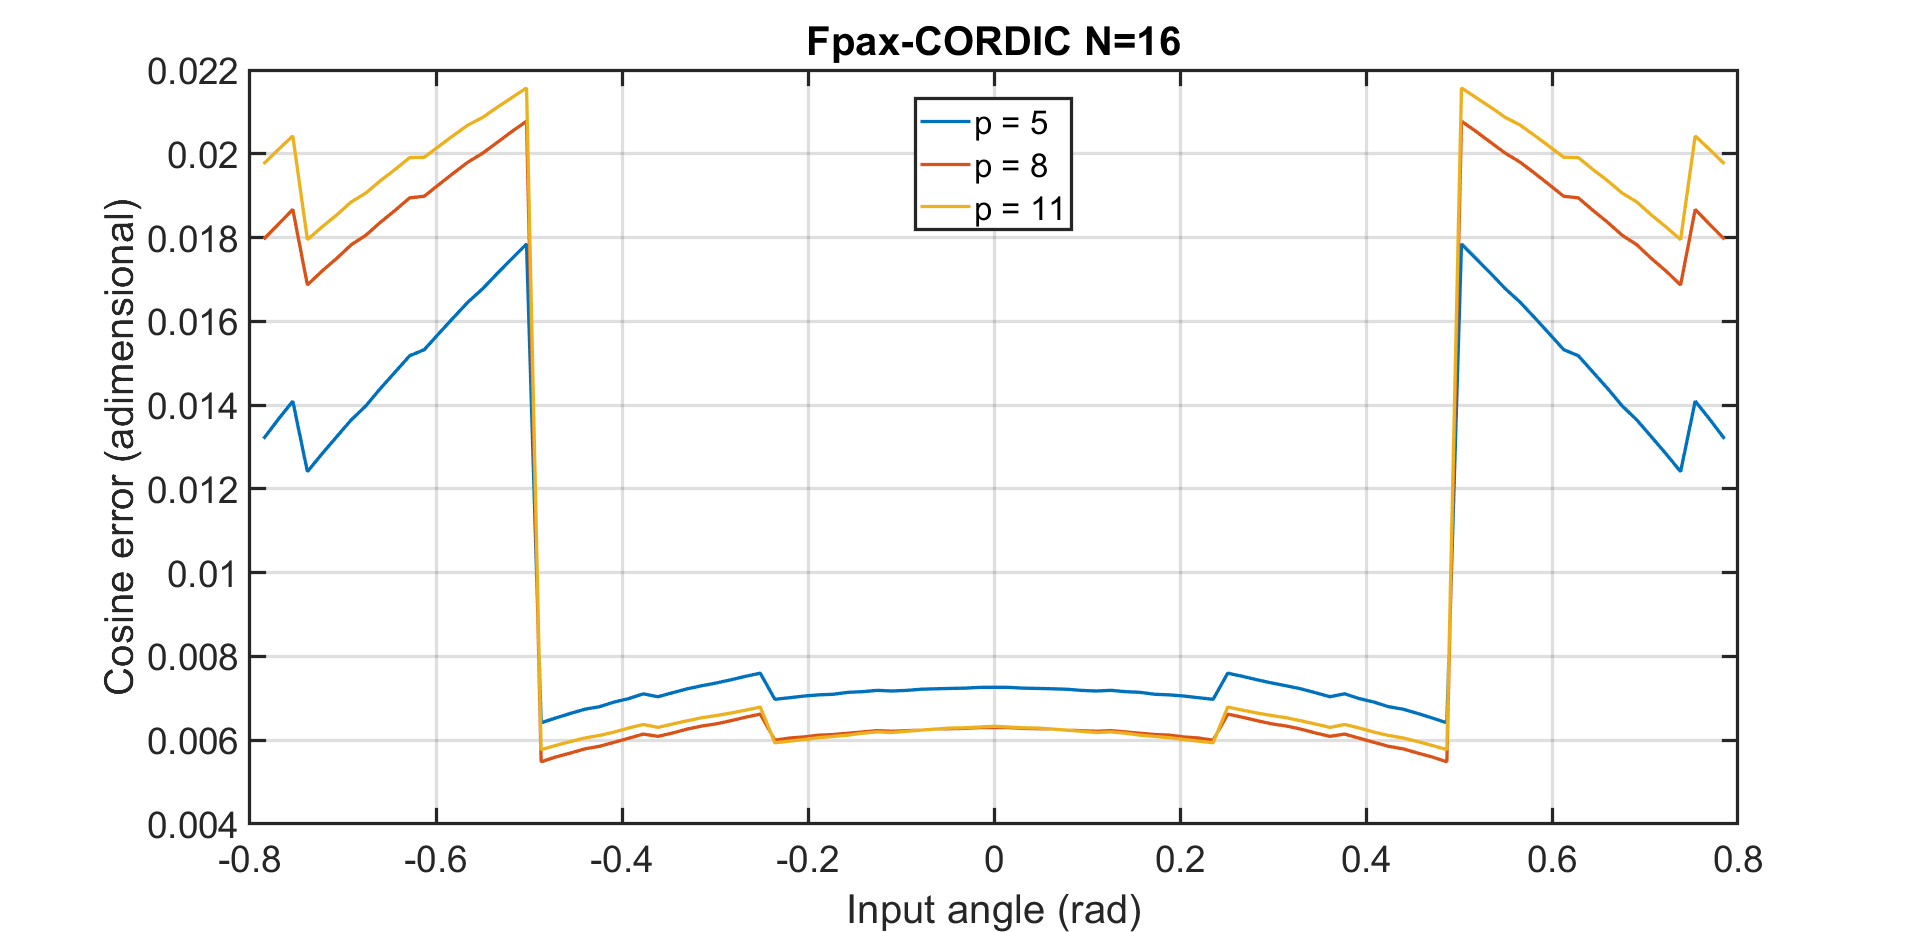 Fpax-CORDIC N=16
0.022
0.02
0.018
0.016
0.014
0.012
0.01
0.008
0.006
0.004
Cosine error (adimensional)
p = 5
p = 8
p = 11
-0.8 -0.6 -0.4 -0.2 0 0.2 0.4 0.6 0.8
Input angle (rad)